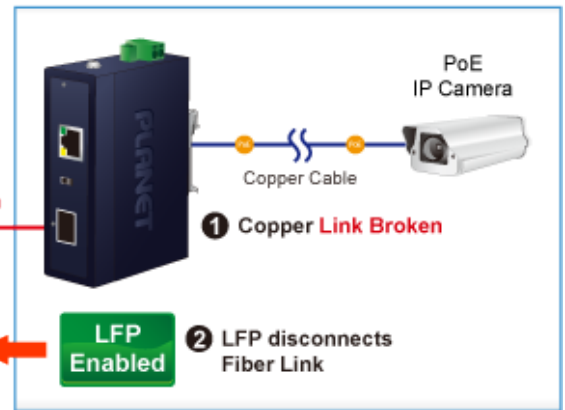 PoE
IP Camera
PLANET
PoE
PoE
Copper Cable
1 Copper Link Broken
LFP
Enabled
2 LFP disconnects
Fiber Link